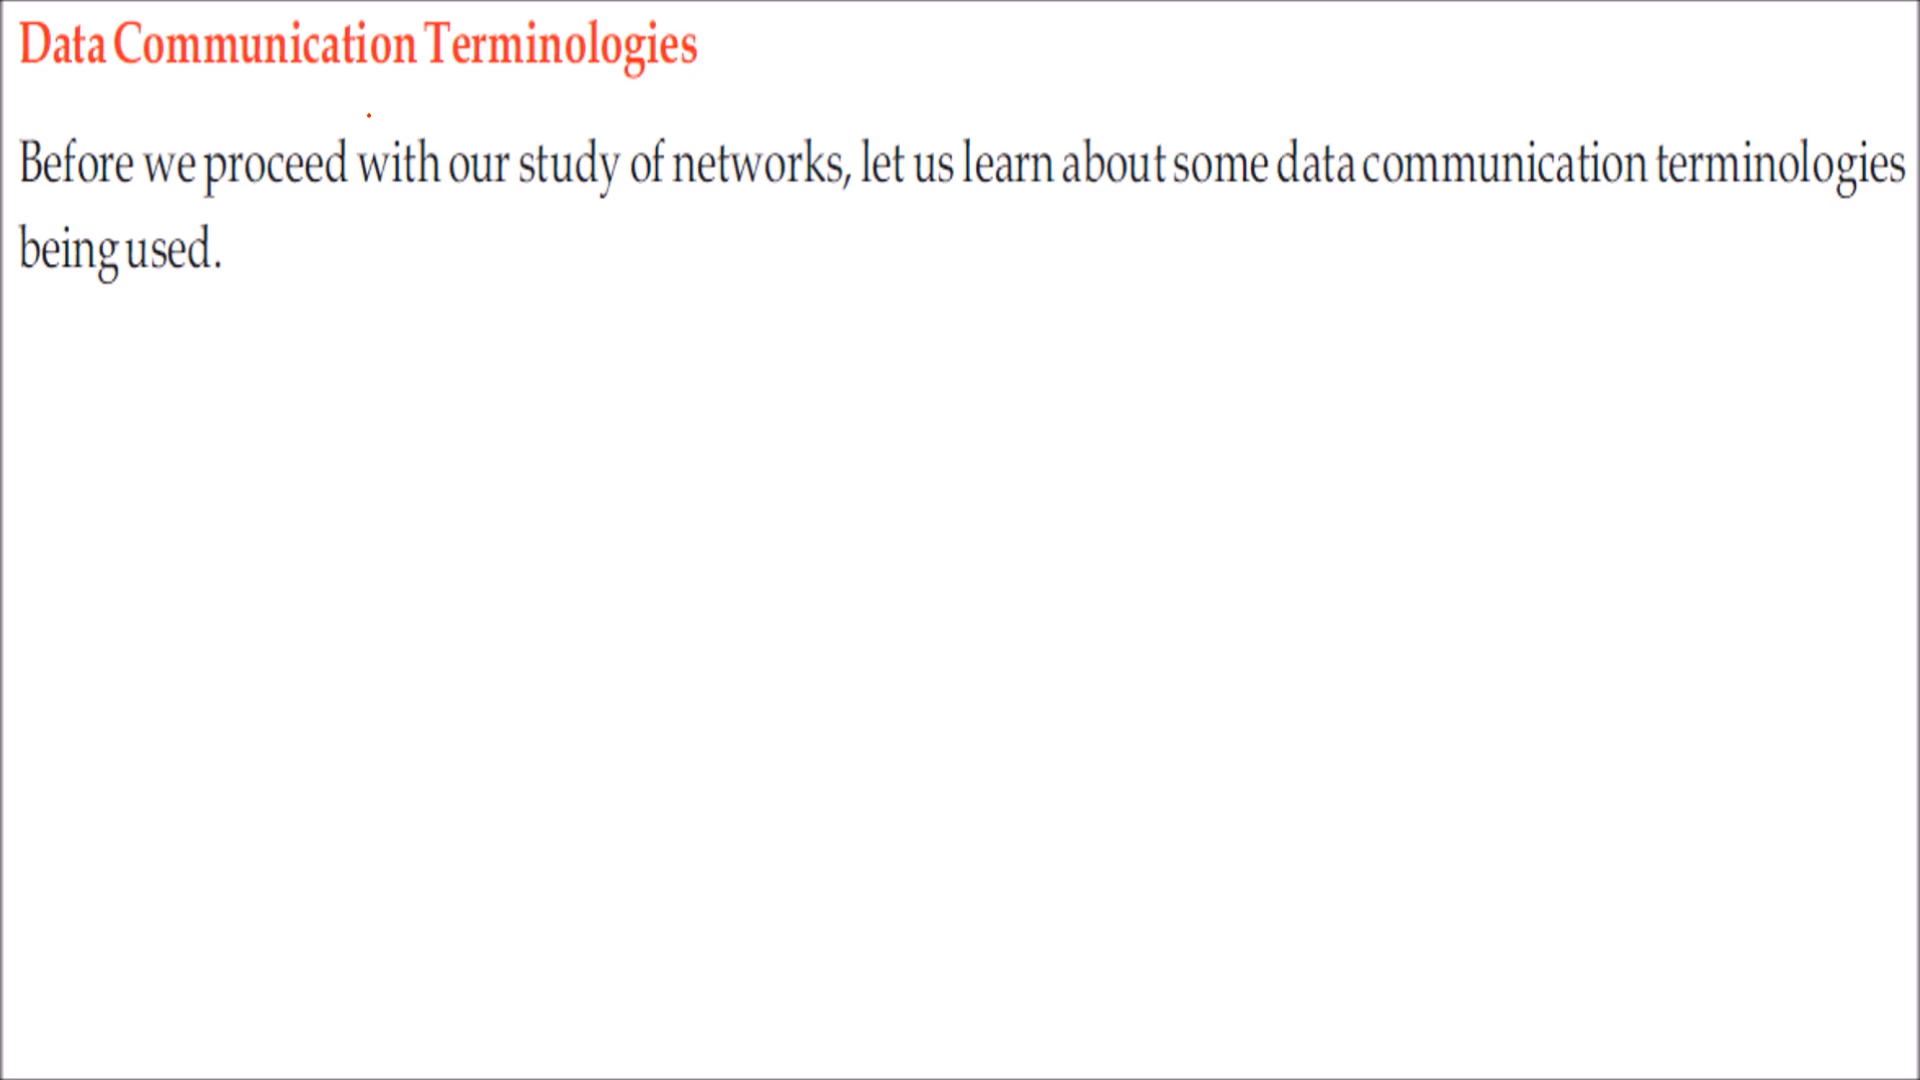 Data Communication Terminologies
Before we proceed with our study of networks, let us learn about some data communication terminologies
being used.